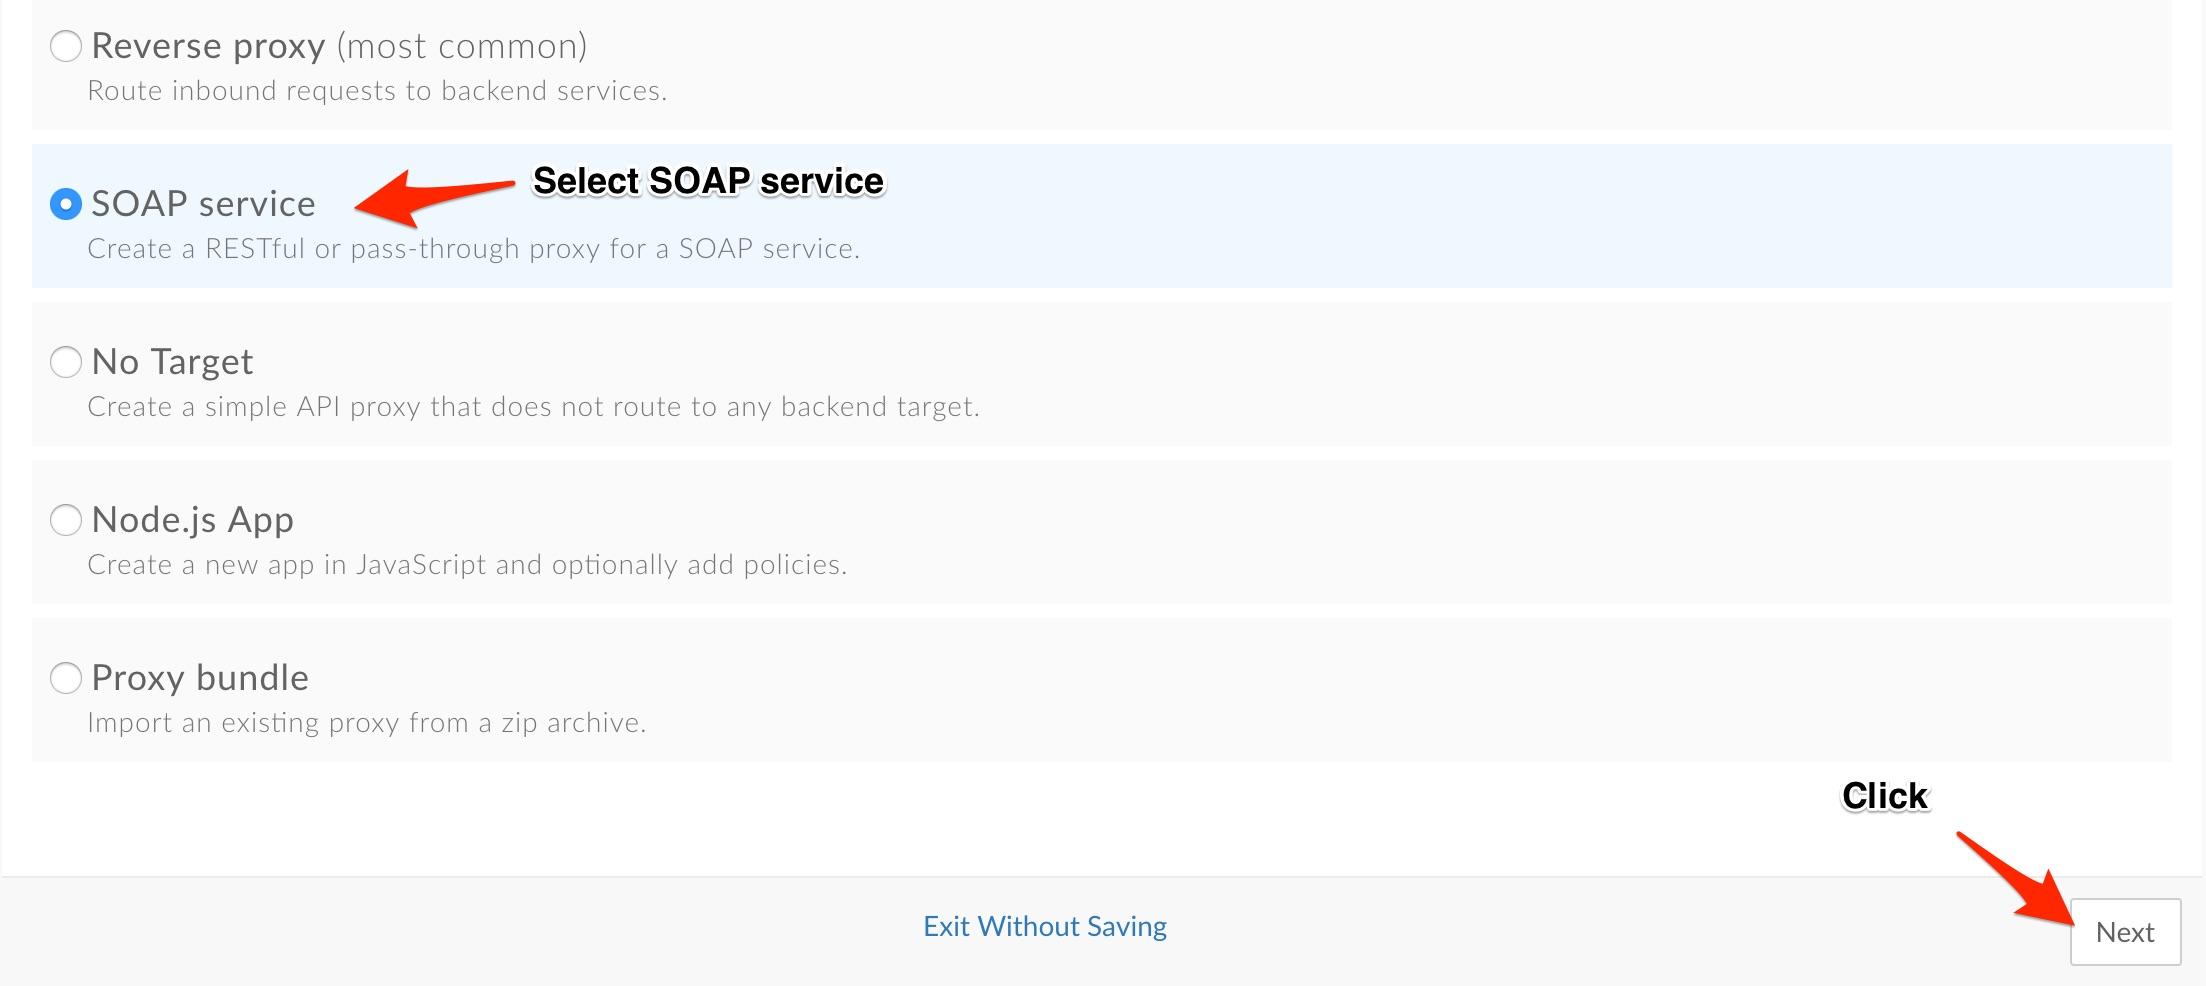 Reverse proxy (most common)
Route inbound requests to backend services.
SOAP service
Select SOAP service
Create a RESTful or pass-through proxy for a SOAP service.
No Target
Create a simple API proxy that does not route to any backend target.
Node.js App
Create a new app in JavaScript and optionally add policies.
Proxy bundle
Import an existing proxy from a zip archive.
Click
Exit Without Saving
Next